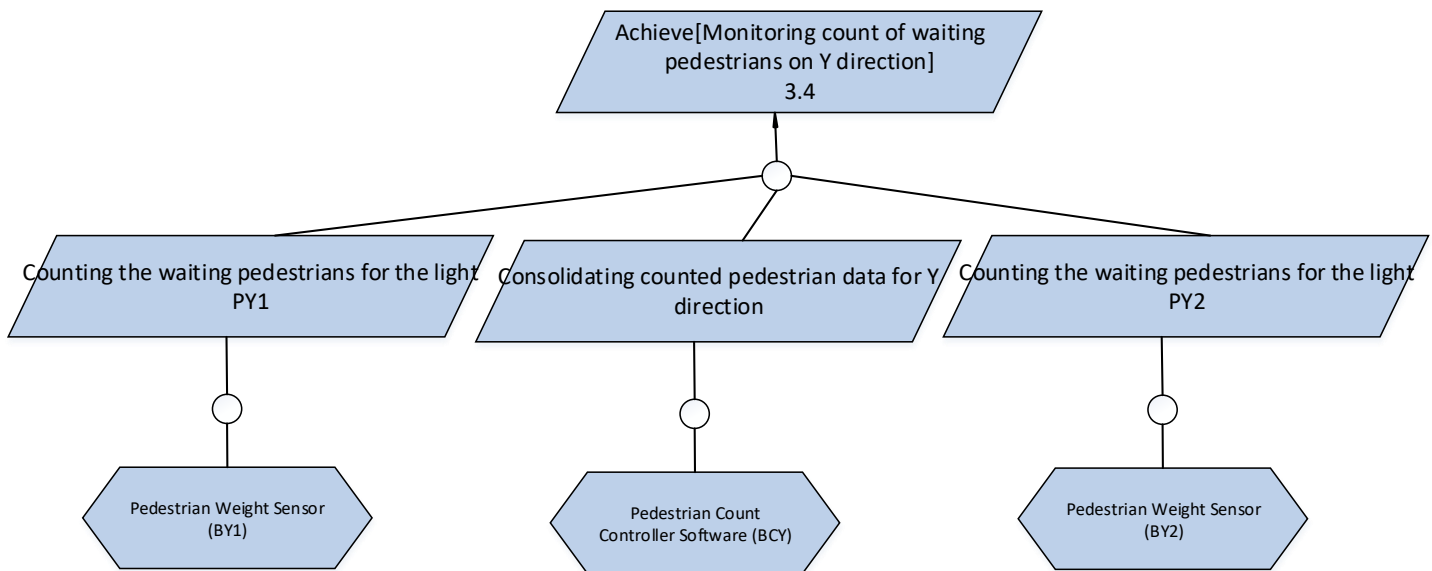 Achieve[Monitoring count of waiting
pedestrians on Y direction]
3.4
Counting the waiting pedestrians for the light
PY1
Consolidating counted pedestrian data for Y
direction
Counting the waiting pedestrians for the light
PY2
Pedestrian Weight Sensor
(BY1)
Pedestrian Count
Controller Software (BCY)
Pedestrian Weight Sensor
(BY2)